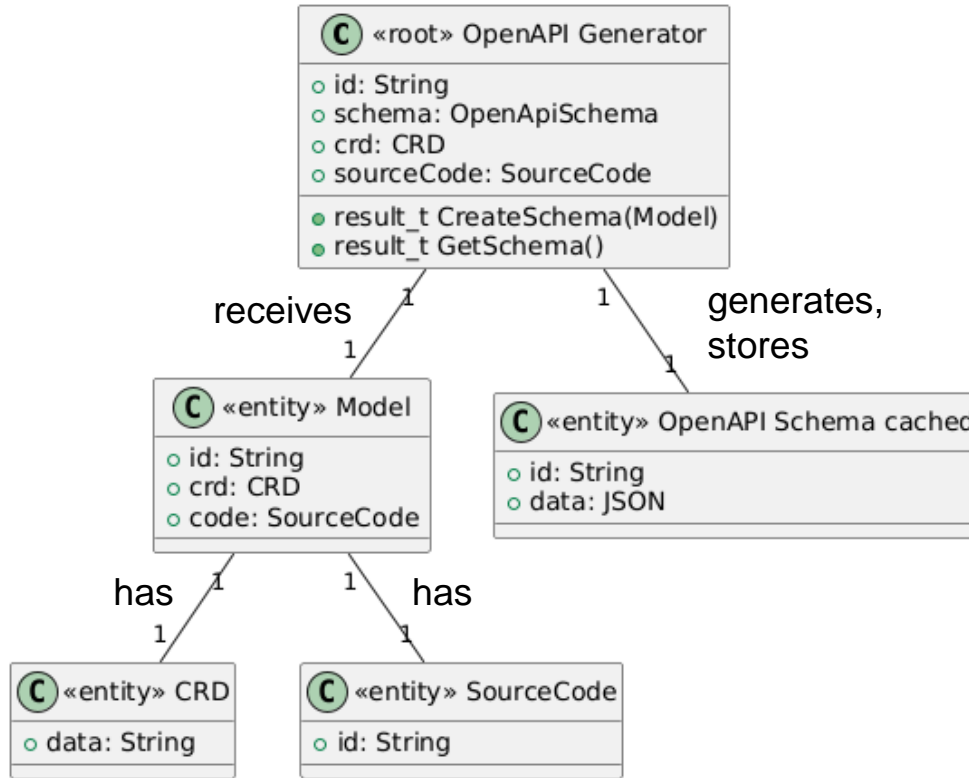 C «root» OpenAPI Generator
id: String
schema: OpenApiSchema
crd: CRD
sourceCode: SourceCode
result_t CreateSchema(Model)
result_t GetSchema()
1
1
receives
generates,
stores
1
1
C «entity» Model
id: String
crd: CRD
code: SourceCode
C «entity» OpenAPI Schema cached
id: String
data: JSON
1
1
has
has
1
1
C «entity» CRD
data: String
C «entity» SourceCode
id: String